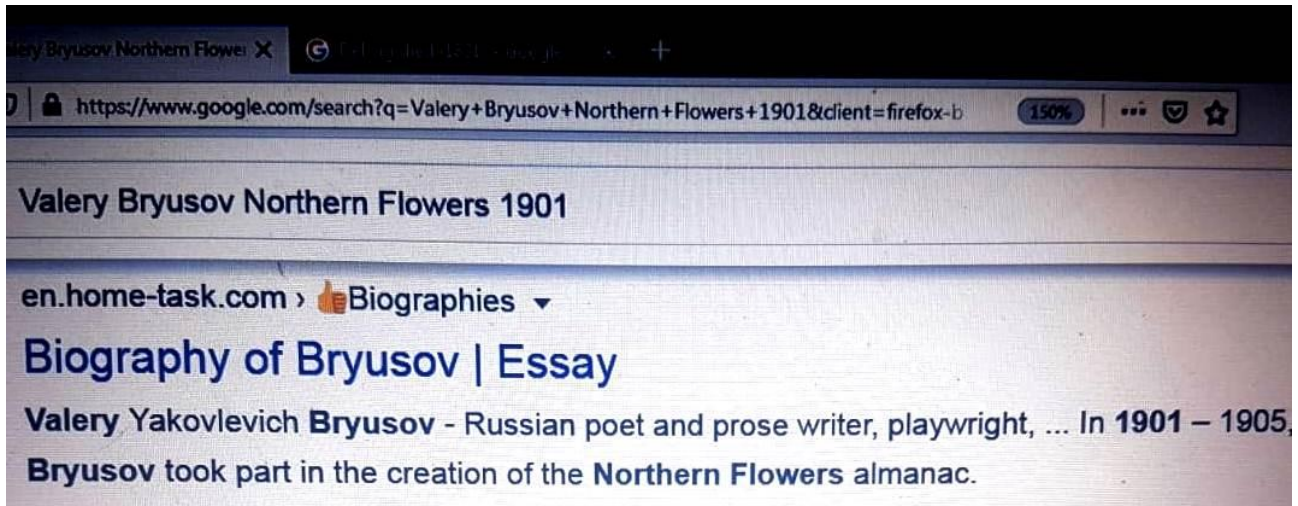 Bryusov Northern Flower
https://www.google.com/search?q=Valery+Bryusov+Northern+Flowers+1901&client=firefox-b 150%
Valery Bryusov Northern Flowers 1901
en.home-task.com › Biographies
Biography of Bryusov | Essay
Valery Yakovlevich Bryusov - Russian poet and prose writer, playwright, ... In 1901 – 1905,
Bryusov took part in the creation of the Northern Flowers almanac.